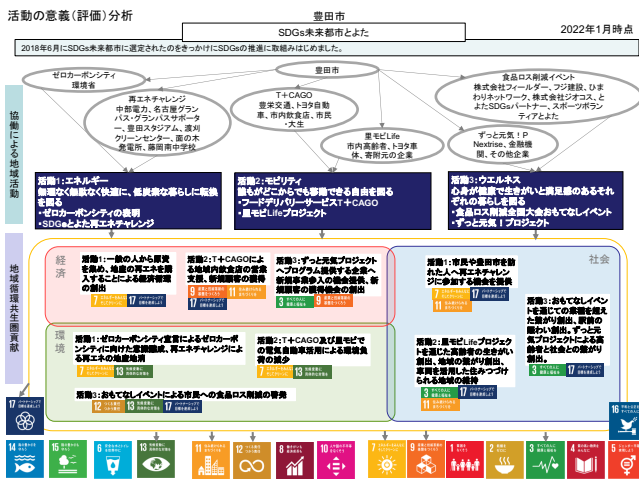 活動の意義(評価)分析
豊田市
2022年1月時点
SDGs未来都市とよた
2018年6月にSDGs未来都市に選定されたのをきっかけにSDGsの推進に取組みはじめました。
協働による地域活動
ゼロカーボンシティ
環境省
豊田市
再エネチャレンジ
中部電力、名古屋グラン
パス・グランパスサポータ
ー、豊田スタジアム、渡刈
クリーンセンター、面の木
発電所、藤岡南中学校
T+CAGO
豊栄交通、トヨタ自動
車、市内飲食店、市民
・大生
里モビLife
市内高齢者、トヨタ車
体、寄附元の企業
食品ロス削減イベント
株式会社フィールダー、フジ建設、ひま
わりネットワーク、株式会社ジオコス、と
よたSDGsパートナー、スポーツボラン
ティアとよた
ずっと元気!P
Nextrise、金融機
関、その他企業
活動1:エネルギー
無理なく無駄なく快適に、低炭素な暮らしに転換
を図る
・ゼロカーボンシティの表明
・SDGsとよた再エネチャレンジ
活動2:モビリティ
誰もがどこからでも移動できる自由を図る
・フードデリバリーサービスT+CAGO
・里モビLifeプロジェクト
活動3:ウエルネス
心身が健康で生きがいと満足感のあるそれ
ぞれの暮らしを図る
・食品ロス削減全国大会おもてなしイベント
・ずっと元気!プロジェクト
地域循環共生圏貢献
経済
活動1:一般の人から原資
を集め、地産の再エネを購
入することによる経済循環
の創出
活動2:T+CAGOによ
る地域内飲食店の営業
支援、新規顧客の獲得
活動3:ずっと元気プロジェクト
へプログラム提供する企業へ
新規事業参入の機会提供、新
規顧客の獲得機会の創出
社会
活動1:市民や豊田市を訪
れた人へ再エネチャレンジ
に参加する機会を提供
活動2:里モビLifeプロジェクト
を通じた高齢者の生きがい
創出、地域の繋がり創出、
車両を活用した住みつづけ
られる地域の維持
活動3:おもてなしイベント
を通じての業種を超えた
繋がり創出、駅前の
賑わい創出。ずっと元
気プロジェクトによる高
齢者と社会との繋がり
創出。
環境
活動1:ゼロカーボンシティ宣言によるゼロカーボ
ンシティに向けた意識醸成、再エネチャレンジによ
る再エネの地産地消
活動2:T+CAGO及び里モビで
の電気自動車活用による環境負
荷の減少
活動3:おもてなしイベントによる市民への食品ロス削減の啓発